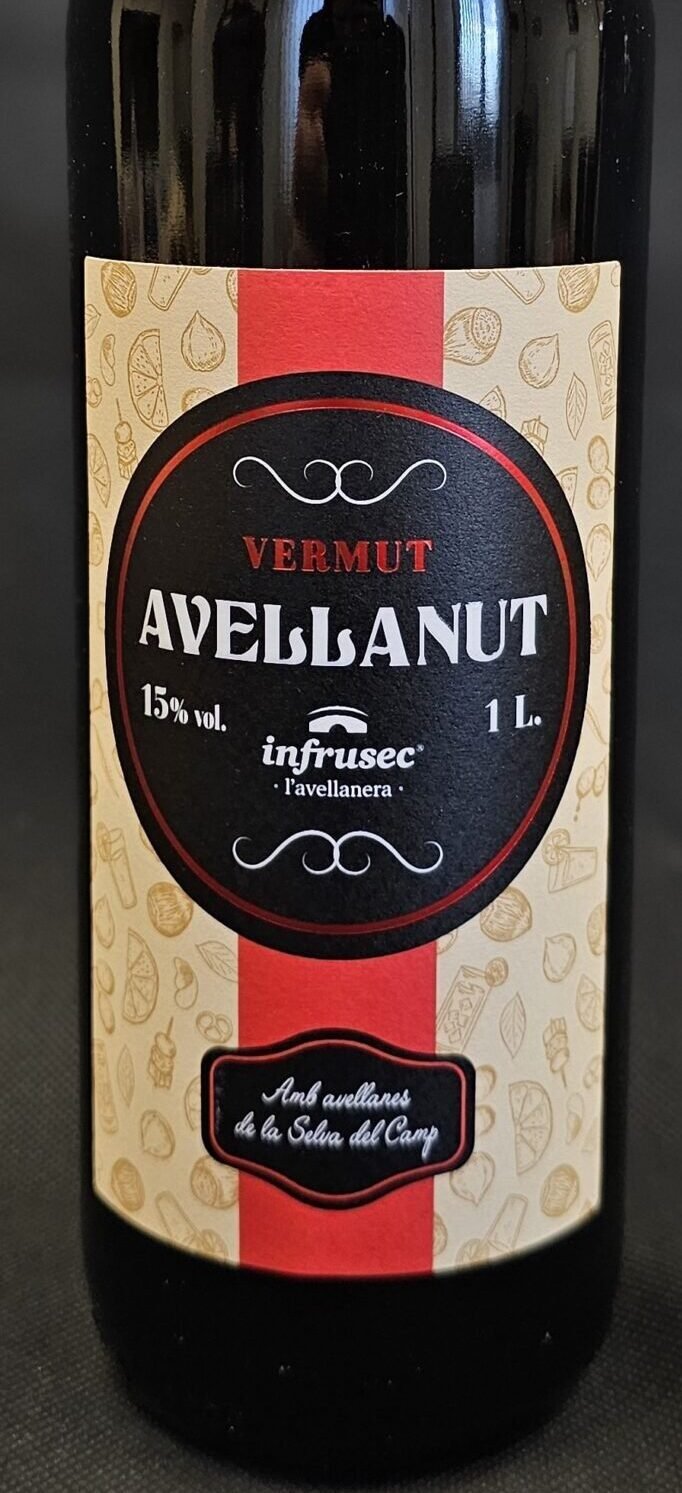 VERMUT
AVELLANUT
15% vol.
1 L.
infrusec®
· l'avellanera ·
Amb avellanes
de la Selva del Camp